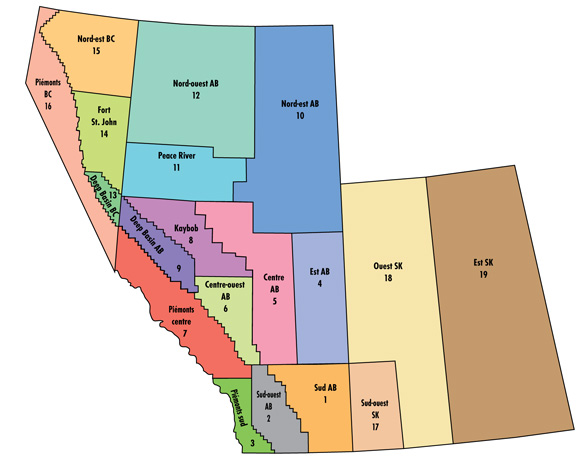 Nord-est BC
15
Piémonts
BC
16
Nord-ouest AB
12
Nord-est AB
10
Fort
St. John
14
Peace River
11
13
Deep Basin BC
Deep Basin AB
9
Kaybob
8
Ouest SK
18
Est SK
19
Centre
AB
5
Est AB
4
Centre-ouest
AB
6
Piémonts
centre
7
Piémonts sud
3
Sud-ouest
AB
2
Sud AB
1
Sud-ouest
SK
17